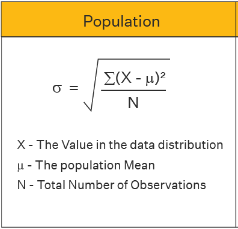 Population
σ = √(Σ(X - μ)² / N)
X - The Value in the data distribution
μ - The population Mean
N - Total Number of Observations